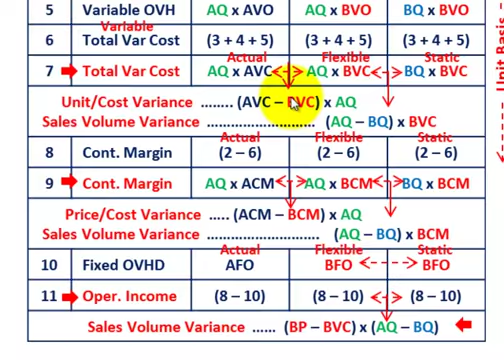 5 Variable OVH AQ x AVO AQ x BVO BQ x BVO
Variable
6 Total Var Cost (3 + 4 + 5) (3 + 4 + 5) (3 + 4 + 5)
Actual Flexible Static
7 Total Var Cost AQ x AVC AQ x BVC BQ x BVC
Unit/Cost Variance ........ (AVC – BVC) x AQ
Sales Volume Variance ............................ (AQ – BQ) x BVC
Actual Flexible Static
8 Cont. Margin (2 – 6) (2 – 6) (2 – 6)
9 Cont. Margin AQ x ACM AQ x BCM BQ x BCM
Price/Cost Variance ..... (ACM – BCM) x AQ
Sales Volume Variance ............................. (AQ – BQ) x BCM
Actual Flexible Static
10 Fixed OVHD AFO BFO BFO
11 Oper. Income (8 – 10) (8 – 10) (8 – 10)
Sales Volume Variance ...... (BP – BVC) x (AQ – BQ)
Unit Basis =